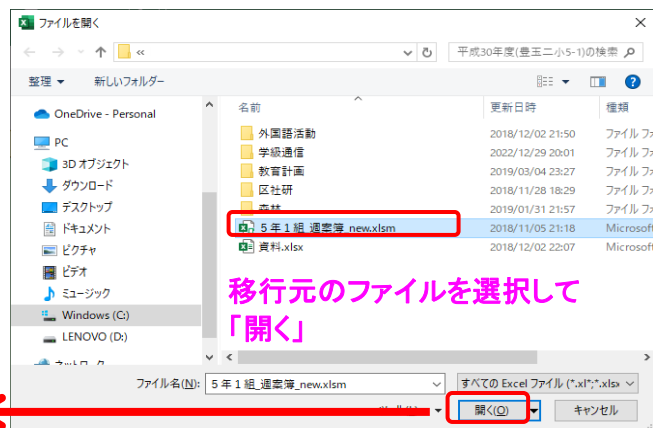 ファイルを開く
«
平成30年度(豊玉二小5-1)の検索
整理 新しいフォルダー
名前 更新日時 種類
OneDrive - Personal
PC
3D オブジェクト
ダウンロード
デスクトップ
ドキュメント
ピクチャ
ビデオ
ミュージック
Windows (C:)
LENOVO (D:)
外国語活動 2018/12/02 21:50 ファイル フォ
学級通信 2022/12/29 20:01 ファイル フォ
教育計画 2019/03/04 23:27 ファイル フォ
区社研 2018/11/28 18:29 ファイル フォ
2019/01/31 21:57 ファイル フォ
5年1組_週案簿_new.xlsm 2018/11/05 21:18 Microsoft
資料.xlsx 2018/12/02 22:07 Microsoft
移行元のファイルを選択して
「開く」
ファイル名(N): 5年1組_週案簿_new.xlsm すべての Excel ファイル (*.xl*;*.xlsx
開く(O) キャンセル